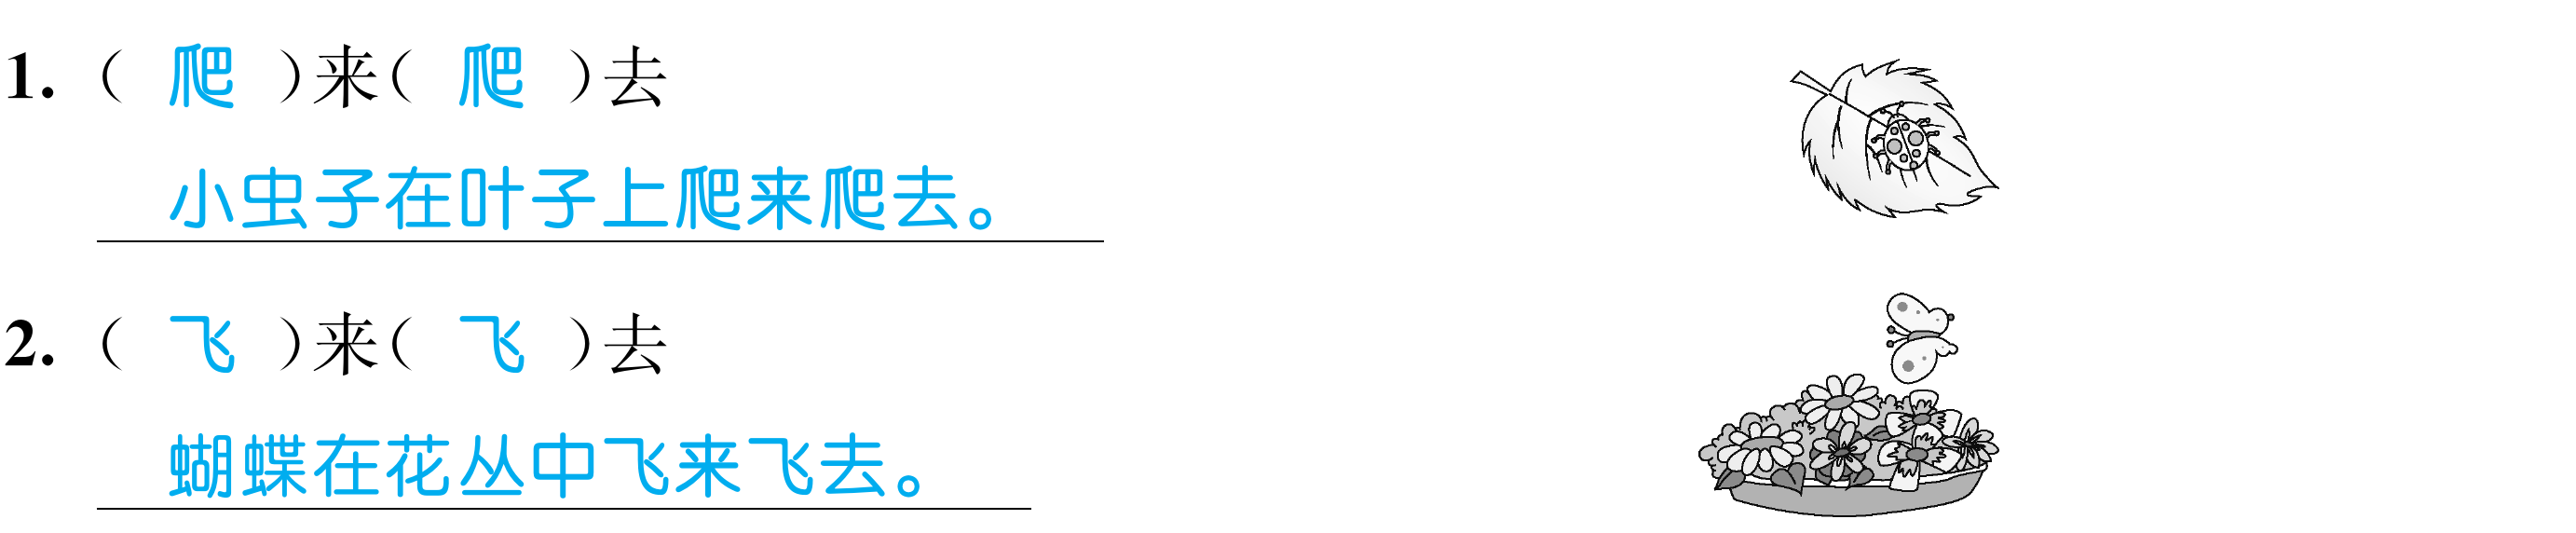 1. （ 爬 ）来（ 爬 ）去
小虫子在叶子上爬来爬去。
2. （ 飞 ）来（ 飞 ）去
蝴蝶在花丛中飞来飞去。